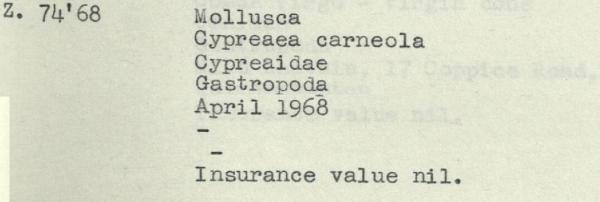 Z. 74'68 Mollusca
Cypreaea carneola
Cypreaidae
Gastropoda
April 1968
-
-
Insurance value nil.